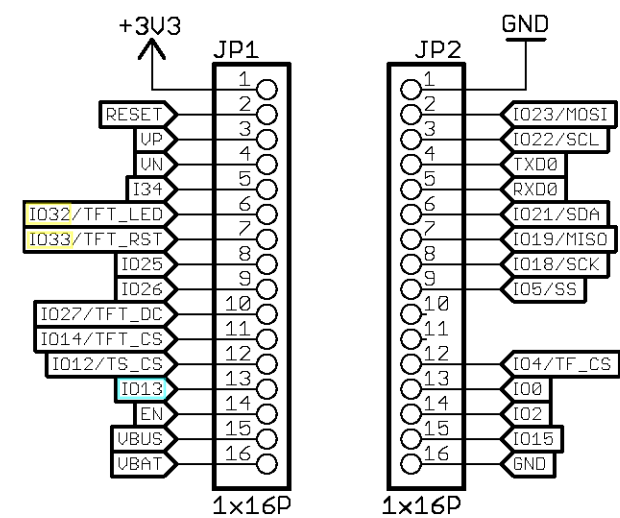 +3V3
GND
JP1
JP2
1
RESET 2
VP 3
VN 4
I34 5
IO32/TFT_LED 6
IO33/TFT_RST 7
IO25 8
IO26 9
IO27/TFT_DC 10
IO14/TFT_CS 11
IO12/TS_CS 12
IO13 13
EN 14
VBUS 15
VBAT 16
1x16P
1
2 IO23/MOSI
3 IO22/SCL
4 TXD0
5 RXD0
6 IO21/SDA
7 IO19/MISO
8 IO18/SCK
9 IO5/SS
10
11
12 IO4/TF_CS
13 IO0
14 IO2
15 IO15
16 GND
1x16P